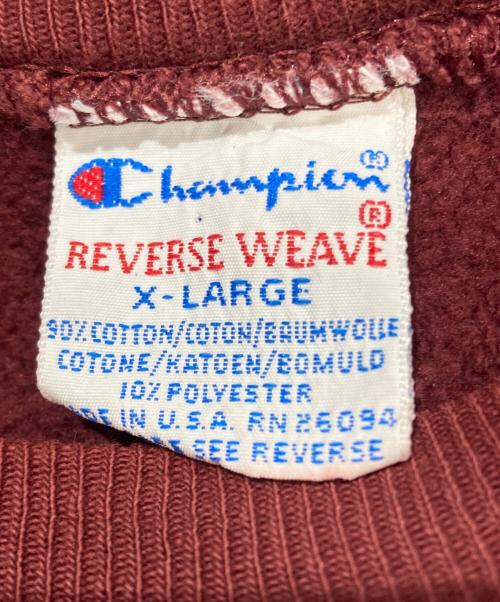 Champion ®
®
REVERSE WEAVE
X-LARGE
90% COTTON/COTON/BAUMWOLLE
COTONE/KATOEN/BOMULD
10% POLYESTER
IN U.S.A. RN 26094
SEE REVERSE